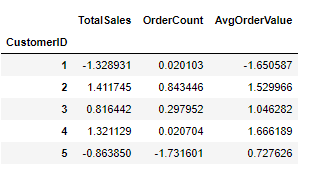 TotalSales OrderCount AvgOrderValue
CustomerID
1 -1.328931 0.020103 -1.650587
2 1.411745 0.843446 1.529966
3 0.816442 0.297952 1.046282
4 1.321129 0.020704 1.666189
5 -0.863850 -1.731601 0.727626